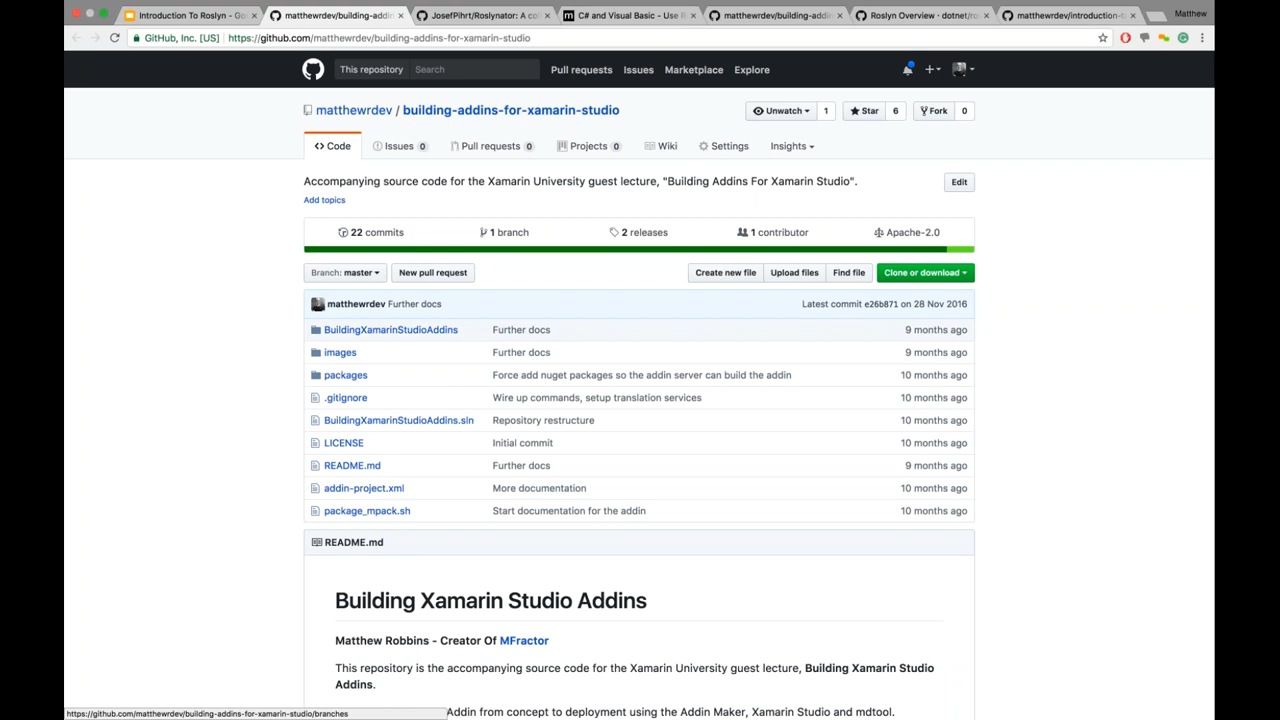 Introduction To Roslyn - Go
matthewrdev/building-addin
JosefPihrt/Roslynator: A co
C# and Visual Basic - Use R
matthewrdev/building-addin
Roslyn Overview · dotnet/ro
matthewrdev/introduction-t
Matthew
GitHub, Inc. [US] https://github.com/matthewrdev/building-addins-for-xamarin-studio
This repository Search Pull requests Issues Marketplace Explore
matthewrdev / building-addins-for-xamarin-studio Unwatch 1 Star 6 Fork 0
Code Issues 0 Pull requests 0 Projects 0 Wiki Settings Insights
Accompanying source code for the Xamarin University guest lecture, "Building Addins For Xamarin Studio". Edit
Add topics
22 commits 1 branch 2 releases 1 contributor Apache-2.0
Branch: master New pull request Create new file Upload files Find file Clone or download
matthewrdev Further docs Latest commit e26b871 on 28 Nov 2016
BuildingXamarinStudioAddins Further docs 9 months ago
images Further docs 9 months ago
packages Force add nuget packages so the addin server can build the addin 10 months ago
.gitignore Wire up commands, setup translation services 10 months ago
BuildingXamarinStudioAddins.sln Repository restructure 10 months ago
LICENSE Initial commit 10 months ago
README.md Further docs 9 months ago
addin-project.xml More documentation 10 months ago
package_mpack.sh Start documentation for the addin 10 months ago
README.md
Building Xamarin Studio Addins
Matthew Robbins - Creator Of MFractor
This repository is the accompanying source code for the Xamarin University guest lecture, Building Xamarin Studio
Addins.
Addin from concept to deployment using the Addin Maker, Xamarin Studio and mdtool.
https://github.com/matthewrdev/building-addins-for-xamarin-studio/branches